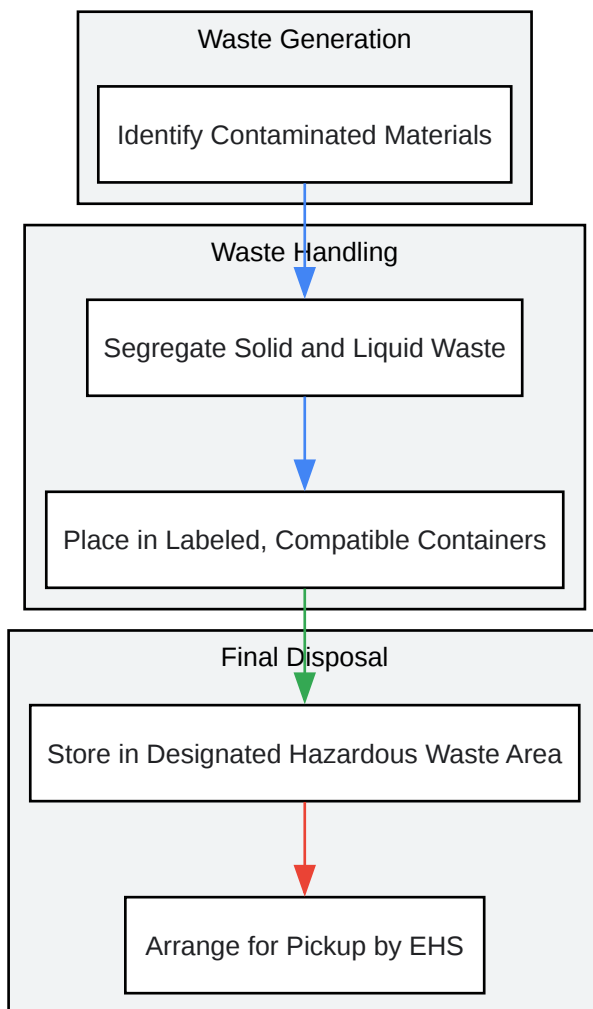 Waste Generation
Identify Contaminated Materials
Waste Handling
Segregate Solid and Liquid Waste
Place in Labeled, Compatible Containers
Final Disposal
Store in Designated Hazardous Waste Area
Arrange for Pickup by EHS